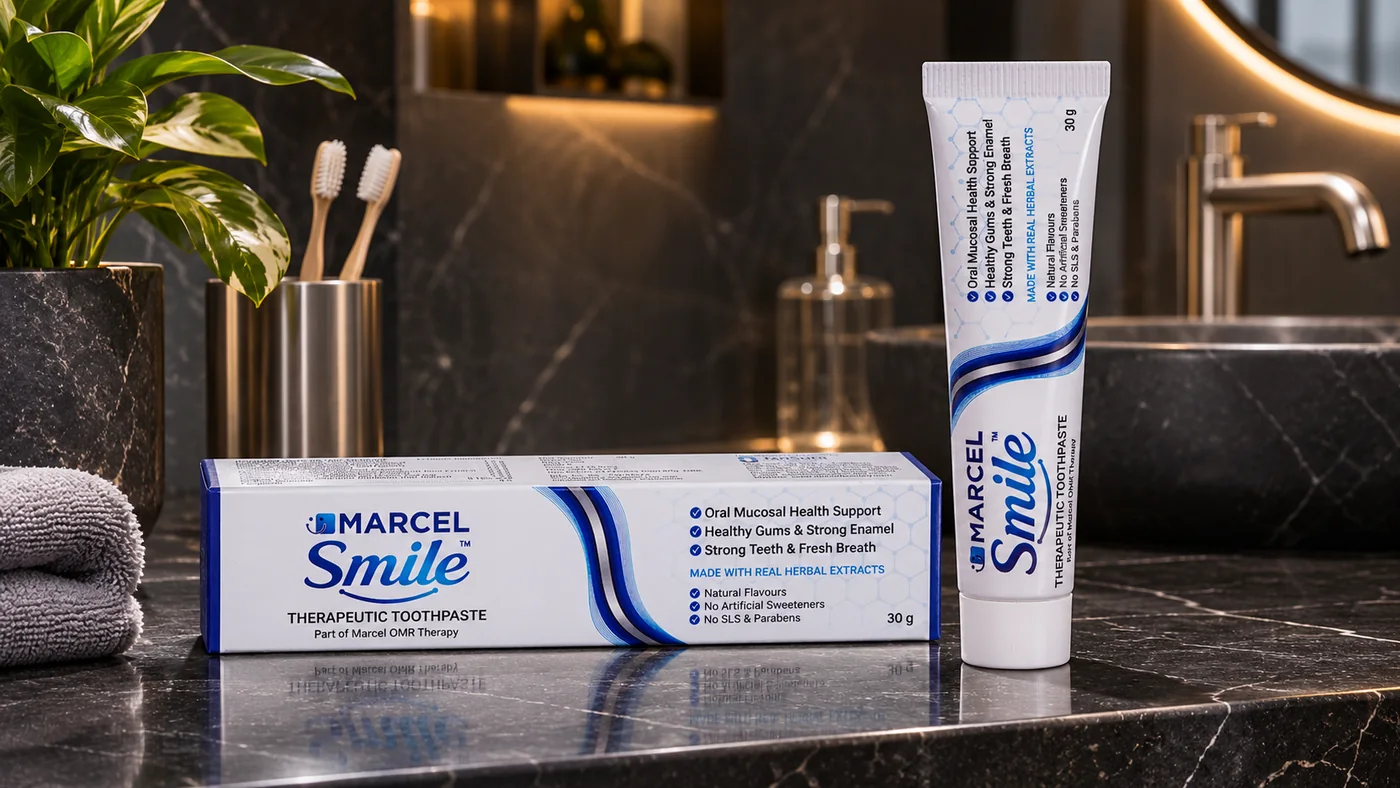 MARCEL
Smile™
THERAPEUTIC TOOTHPASTE
Part of Marcel OMR Therapy
Oral Mucosal Health Support
Healthy Gums & Strong Enamel
Strong Teeth & Fresh Breath
MADE WITH REAL HERBAL EXTRACTS
Natural Flavours
No Artificial Sweeteners
No SLS & Parabens
30 g
MARCEL
Smile™
THERAPEUTIC TOOTHPASTE
Part of Marcel OMR Therapy
Oral Mucosal Health Support
Healthy Gums & Strong Enamel
Strong Teeth & Fresh Breath
MADE WITH REAL HERBAL EXTRACTS
Natural Flavours
No Artificial Sweeteners
No SLS & Parabens
30 g